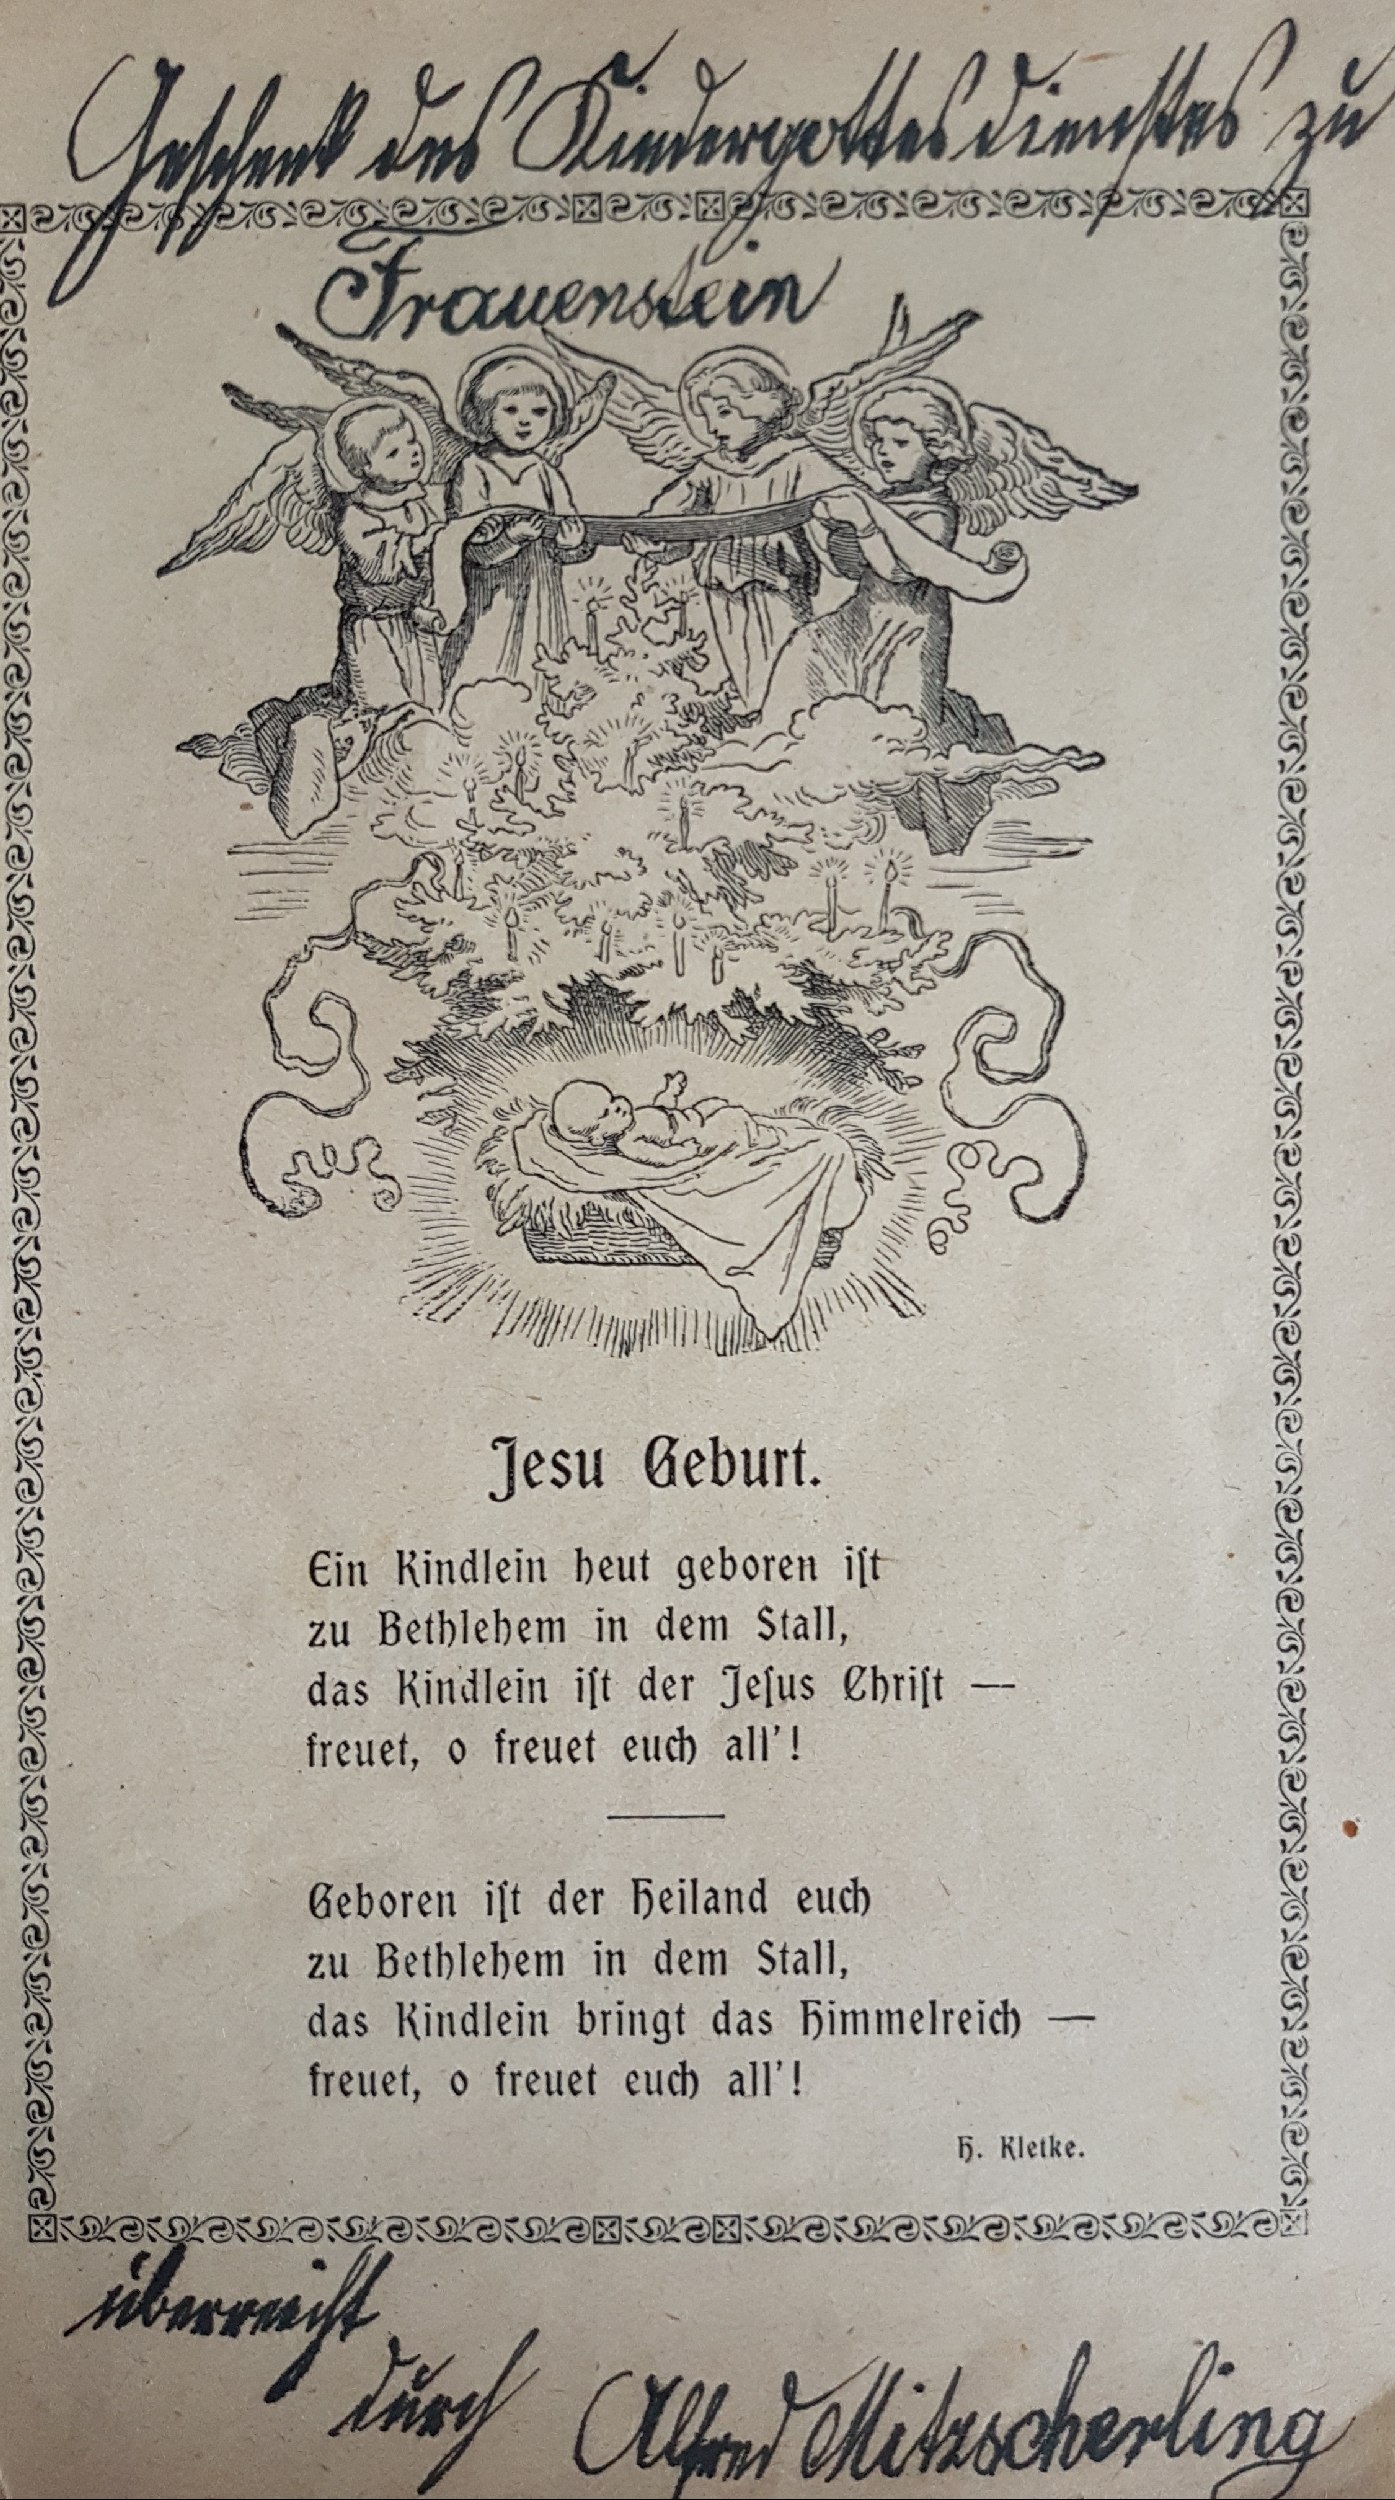 Geschenk des Kindergottesdienstes zu
Frauenstein
Jesu Geburt.
Ein Kindlein heut geboren iſt
zu Bethlehem in dem Stall,
das Kindlein iſt der Jeſus Chriſt —
freuet, o freuet euch all'!
Geboren iſt der Heiland euch
zu Bethlehem in dem Stall,
das Kindlein bringt das Himmelreich —
freuet, o freuet euch all'!
H. Kletke.
überreicht
durch Alfred Mitzscherling